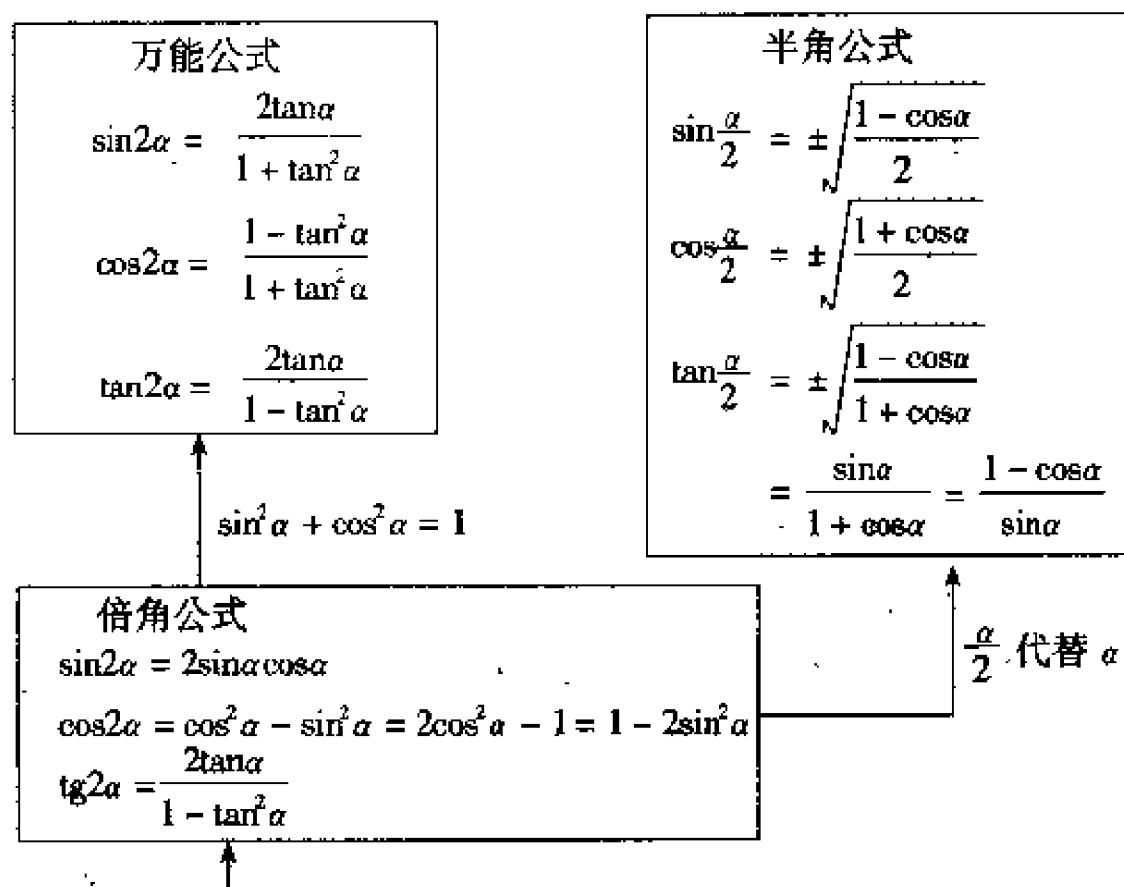 万能公式
sin2α = 2tanα / (1 + tan²α)
cos2α = (1 - tan²α) / (1 + tan²α)
tan2α = 2tanα / (1 - tan²α)
半角公式
sin α/2 = ±√((1 - cosα) / 2)
cos α/2 = ±√((1 + cosα) / 2)
tan α/2 = ±√((1 - cosα) / (1 + cosα))
= sinα / (1 + cosα) = (1 - cosα) / sinα
sin²α + cos²α = 1
倍角公式
sin2α = 2sinαcosα
cos2α = cos²α - sin²α = 2cos²α - 1 = 1 - 2sin²α
tg2α = 2tanα / (1 - tan²α)
α/2 代替 α